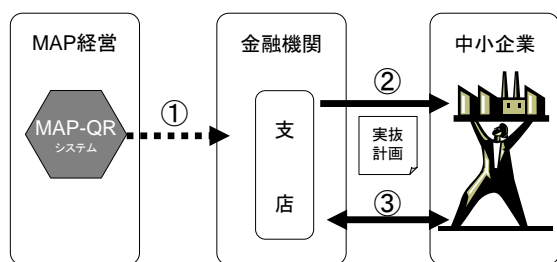 MAP経営
金融機関
中小企業
MAP-QR
システム
①
支
店
②
実抜
計画
③